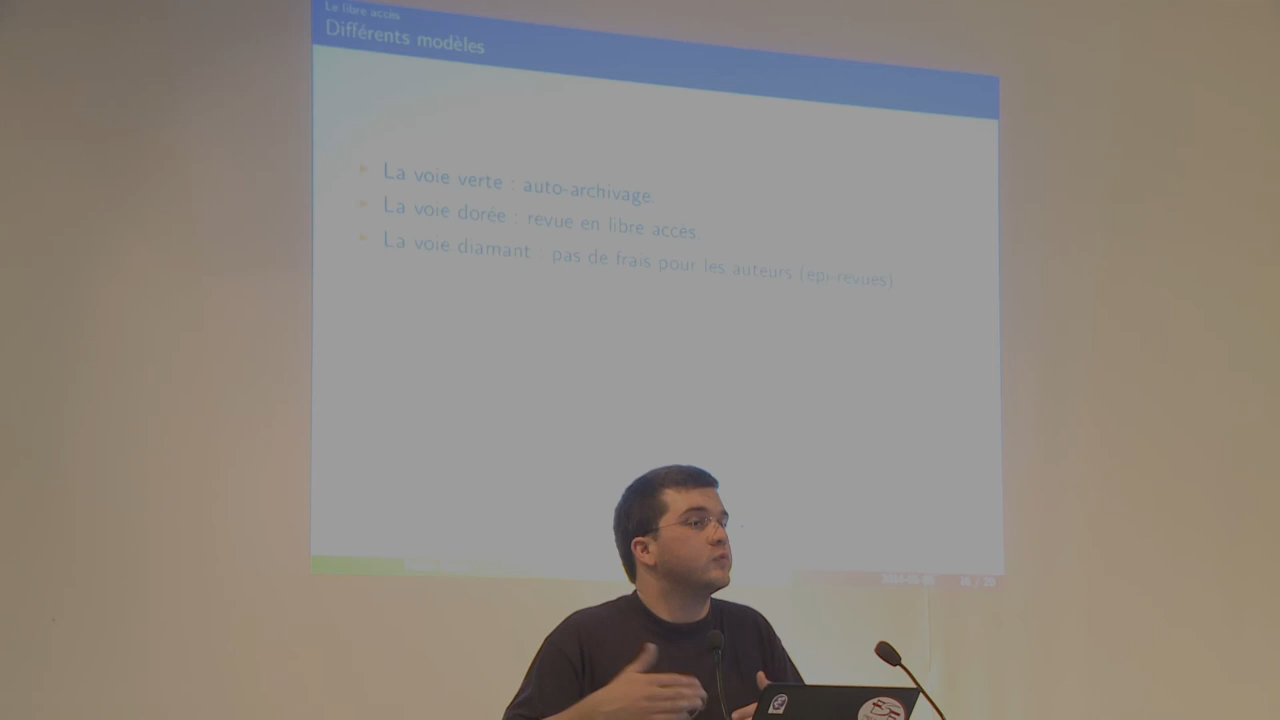 Le libre accès
Différents modèles
La voie verte : auto-archivage.
La voie dorée : revue en libre accès.
La voie diamant : pas de frais pour les auteurs (epi-revues)